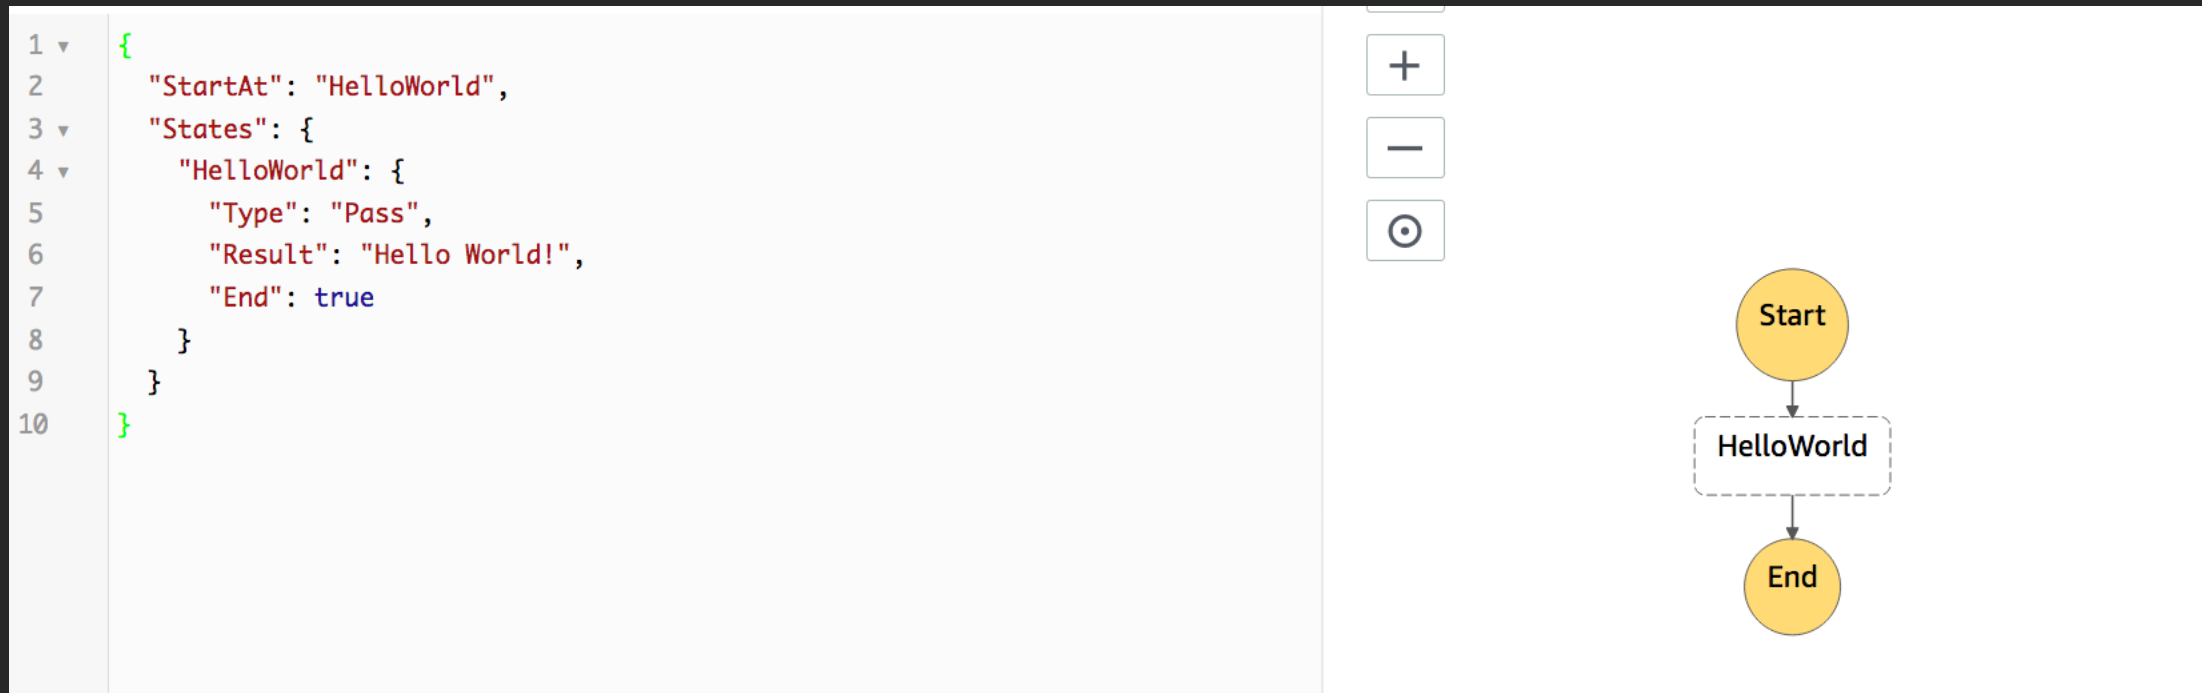 1 {
2 "StartAt": "HelloWorld",
3 "States": {
4 "HelloWorld": {
5 "Type": "Pass",
6 "Result": "Hello World!",
7 "End": true
8 }
9 }
10 }
Start
HelloWorld
End